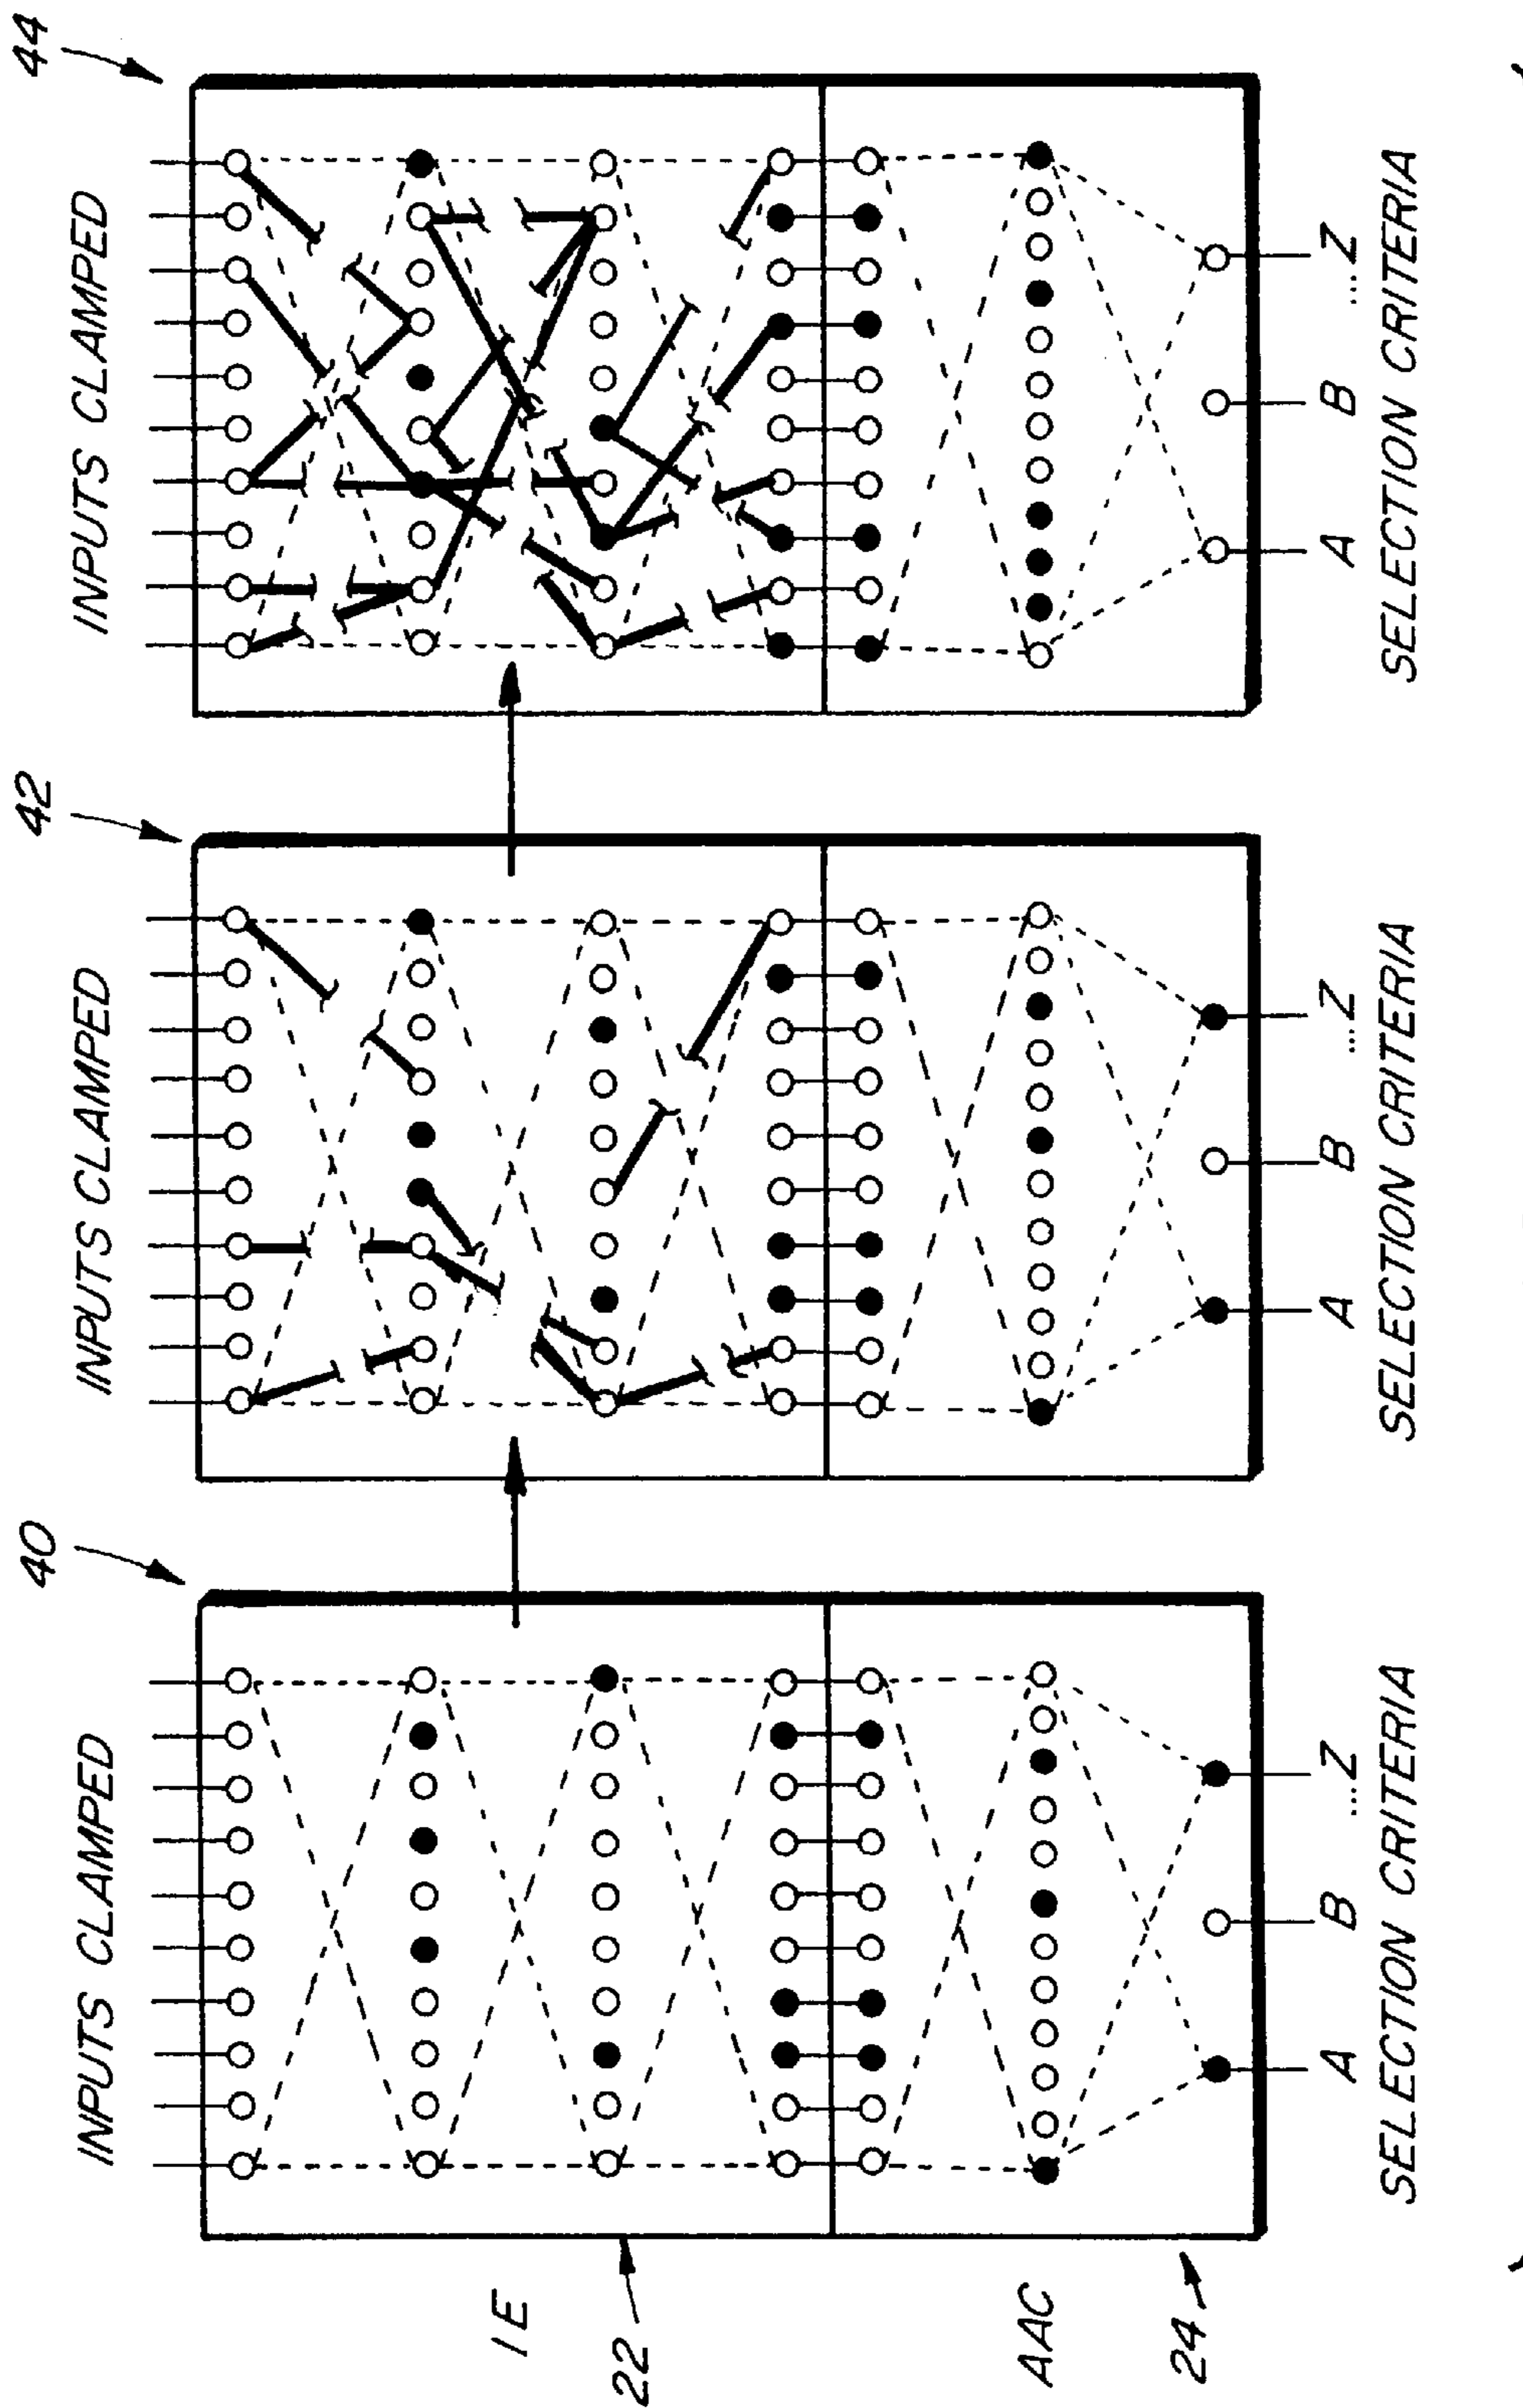 40 42 44
INPUTS CLAMPED INPUTS CLAMPED INPUTS CLAMPED
IE
22
AAC
24
A B ....Z A B ....Z A B ....Z
SELECTION CRITERIA SELECTION CRITERIA SELECTION CRITERIA